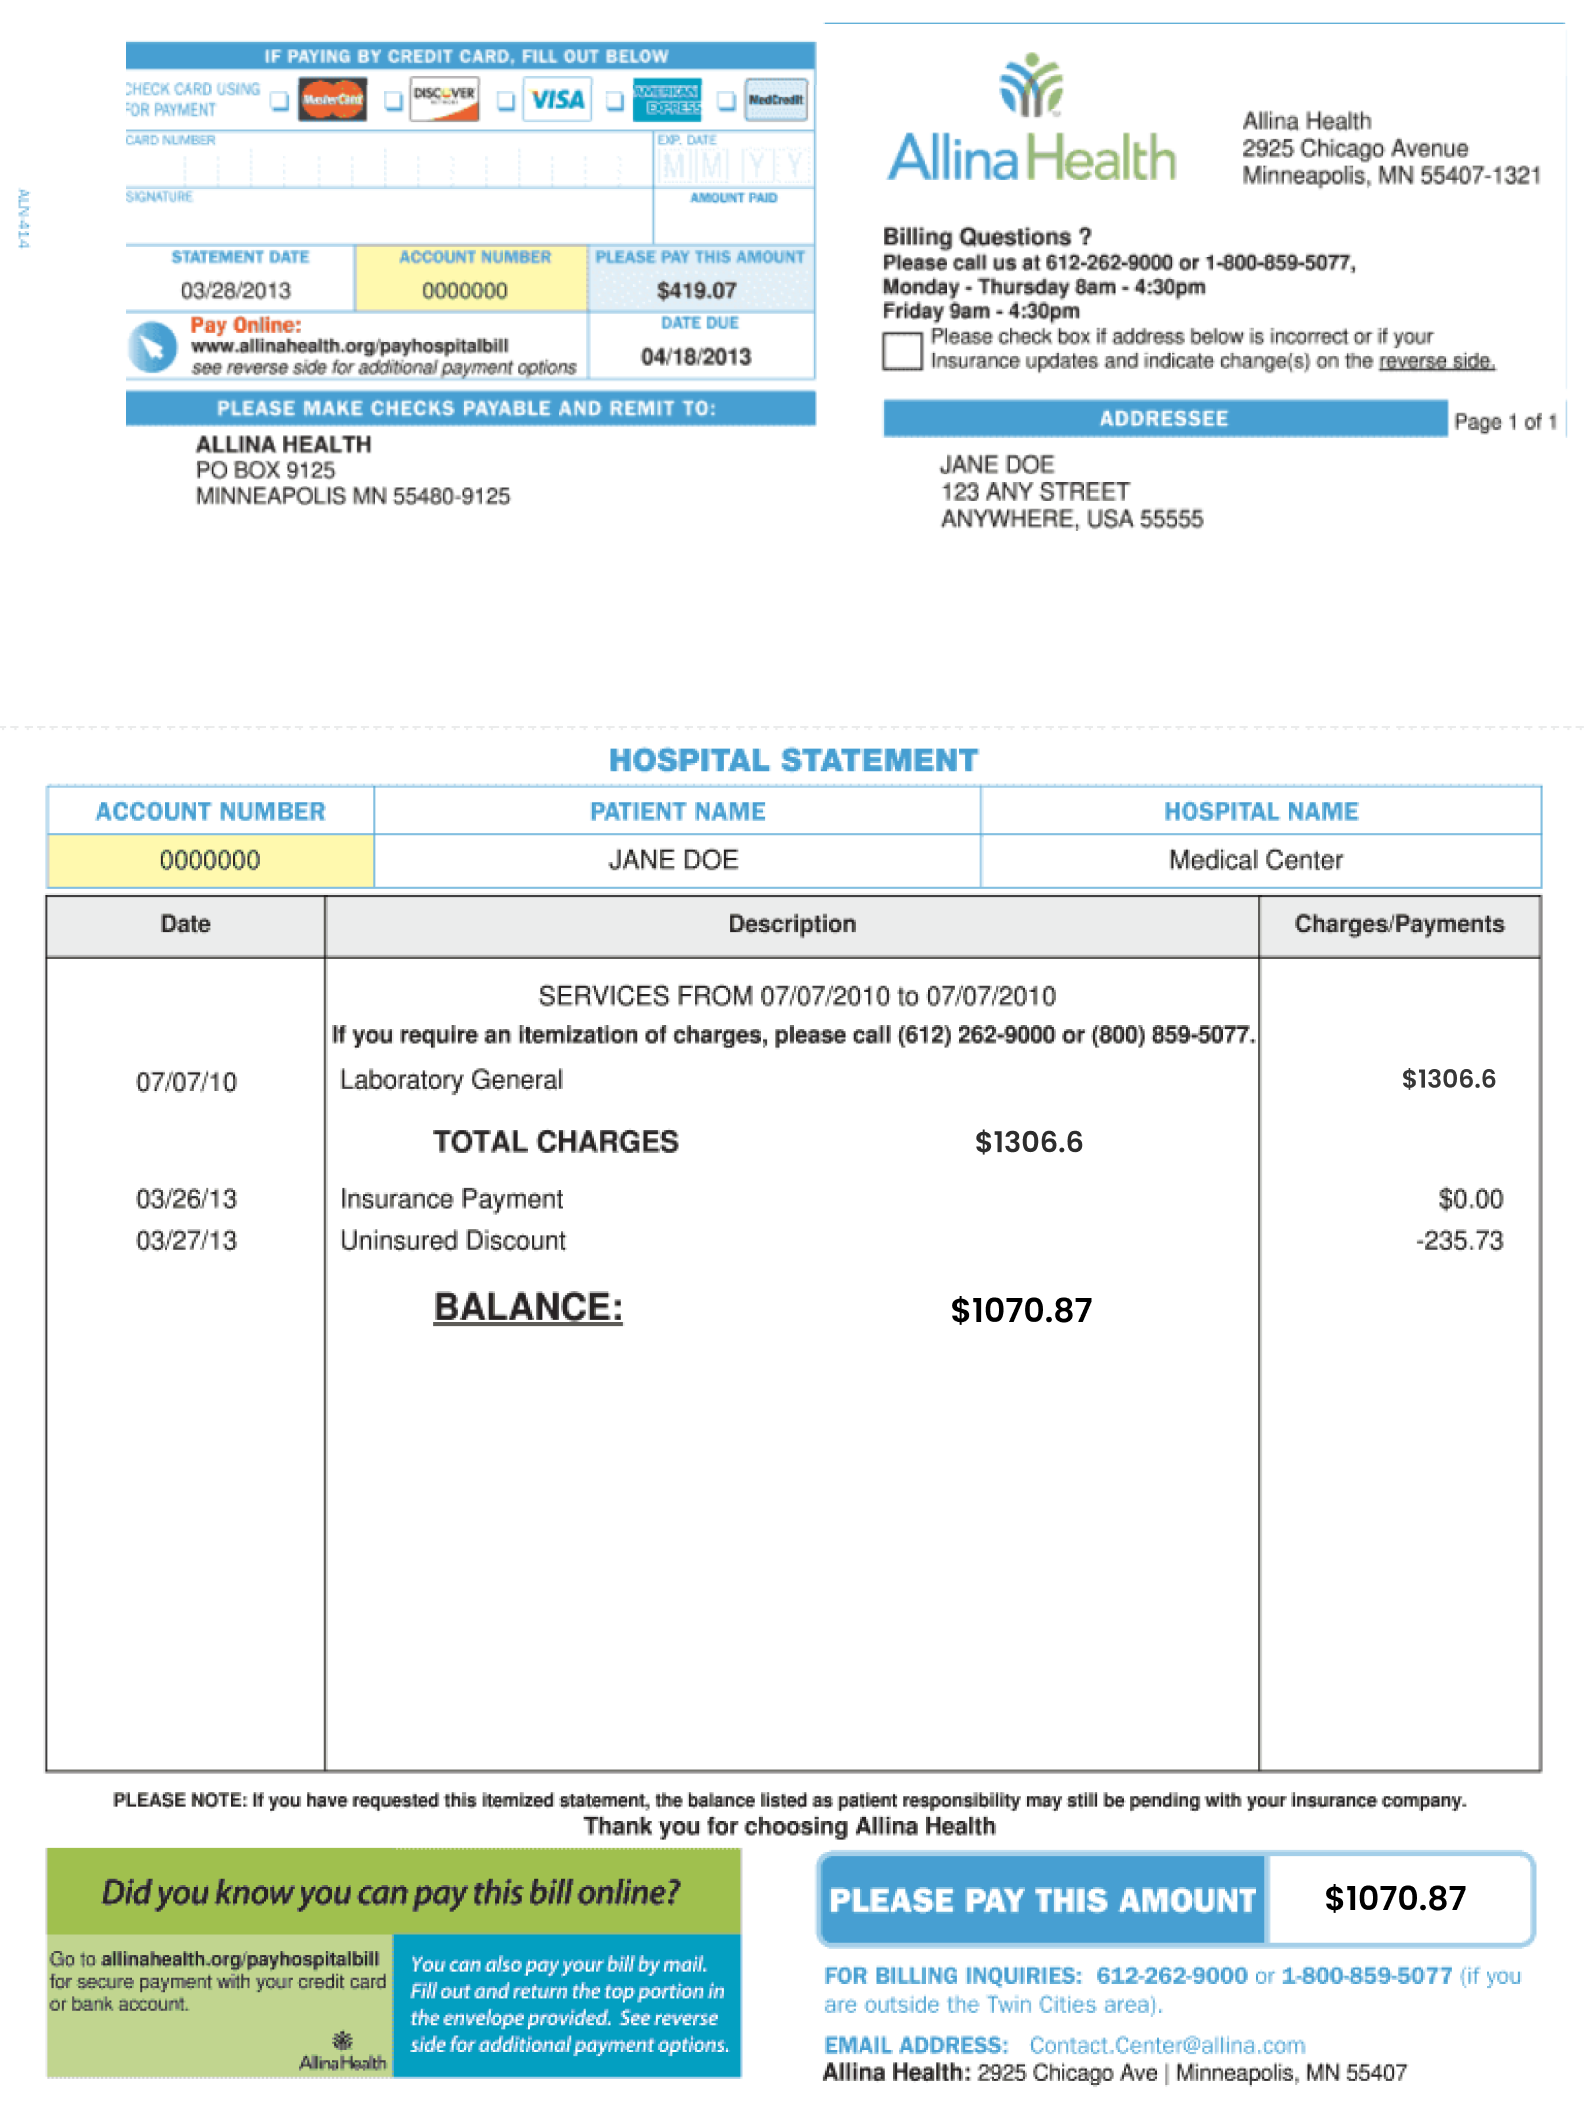 ALN-414
IF PAYING BY CREDIT CARD, FILL OUT BELOW
CHECK CARD USING
FOR PAYMENT
MasterCard
DISCOVER
NETWORK
VISA
AMERICAN
EXPRESS
MedCredit
CARD NUMBER
EXP. DATE
M M Y Y
SIGNATURE
AMOUNT PAID
STATEMENT DATE
ACCOUNT NUMBER
PLEASE PAY THIS AMOUNT
03/28/2013
0000000
$419.07
Pay Online:
www.allinahealth.org/payhospitalbill
see reverse side for additional payment options
DATE DUE
04/18/2013
PLEASE MAKE CHECKS PAYABLE AND REMIT TO:
ALLINA HEALTH
PO BOX 9125
MINNEAPOLIS MN 55480-9125
Allina Health
Allina Health
2925 Chicago Avenue
Minneapolis, MN 55407-1321
Billing Questions ?
Please call us at 612-262-9000 or 1-800-859-5077,
Monday - Thursday 8am - 4:30pm
Friday 9am - 4:30pm
Please check box if address below is incorrect or if your
Insurance updates and indicate change(s) on the reverse side.
ADDRESSEE
Page 1 of 1
JANE DOE
123 ANY STREET
ANYWHERE, USA 55555
HOSPITAL STATEMENT
ACCOUNT NUMBER PATIENT NAME HOSPITAL NAME
0000000 JANE DOE Medical Center
Date Description Charges/Payments
SERVICES FROM 07/07/2010 to 07/07/2010
If you require an itemization of charges, please call (612) 262-9000 or (800) 859-5077.
07/07/10 Laboratory General $1306.6
TOTAL CHARGES $1306.6
03/26/13 Insurance Payment $0.00
03/27/13 Uninsured Discount -235.73
BALANCE: $1070.87
PLEASE NOTE: If you have requested this itemized statement, the balance listed as patient responsibility may still be pending with your insurance company.
Thank you for choosing Allina Health
Did you know you can pay this bill online?
Go to allinahealth.org/payhospitalbill
for secure payment with your credit card
or bank account.
Allina Health
You can also pay your bill by mail.
Fill out and return the top portion in
the envelope provided. See reverse
side for additional payment options.
PLEASE PAY THIS AMOUNT $1070.87
FOR BILLING INQUIRIES: 612-262-9000 or 1-800-859-5077 (if you
are outside the Twin Cities area).
EMAIL ADDRESS: Contact.Center@allina.com
Allina Health: 2925 Chicago Ave | Minneapolis, MN 55407